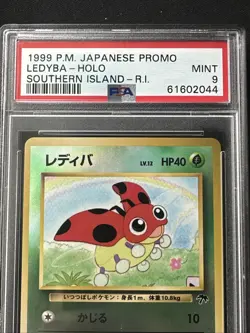 1999 P.M. JAPANESE PROMO
LEDYBA - HOLO MINT
SOUTHERN ISLAND - R.I. 9
PSA 61602044
レディバ LV.12 HP40
いつつぼしポケモン：身長1m、体重10.8kg
かじる 10